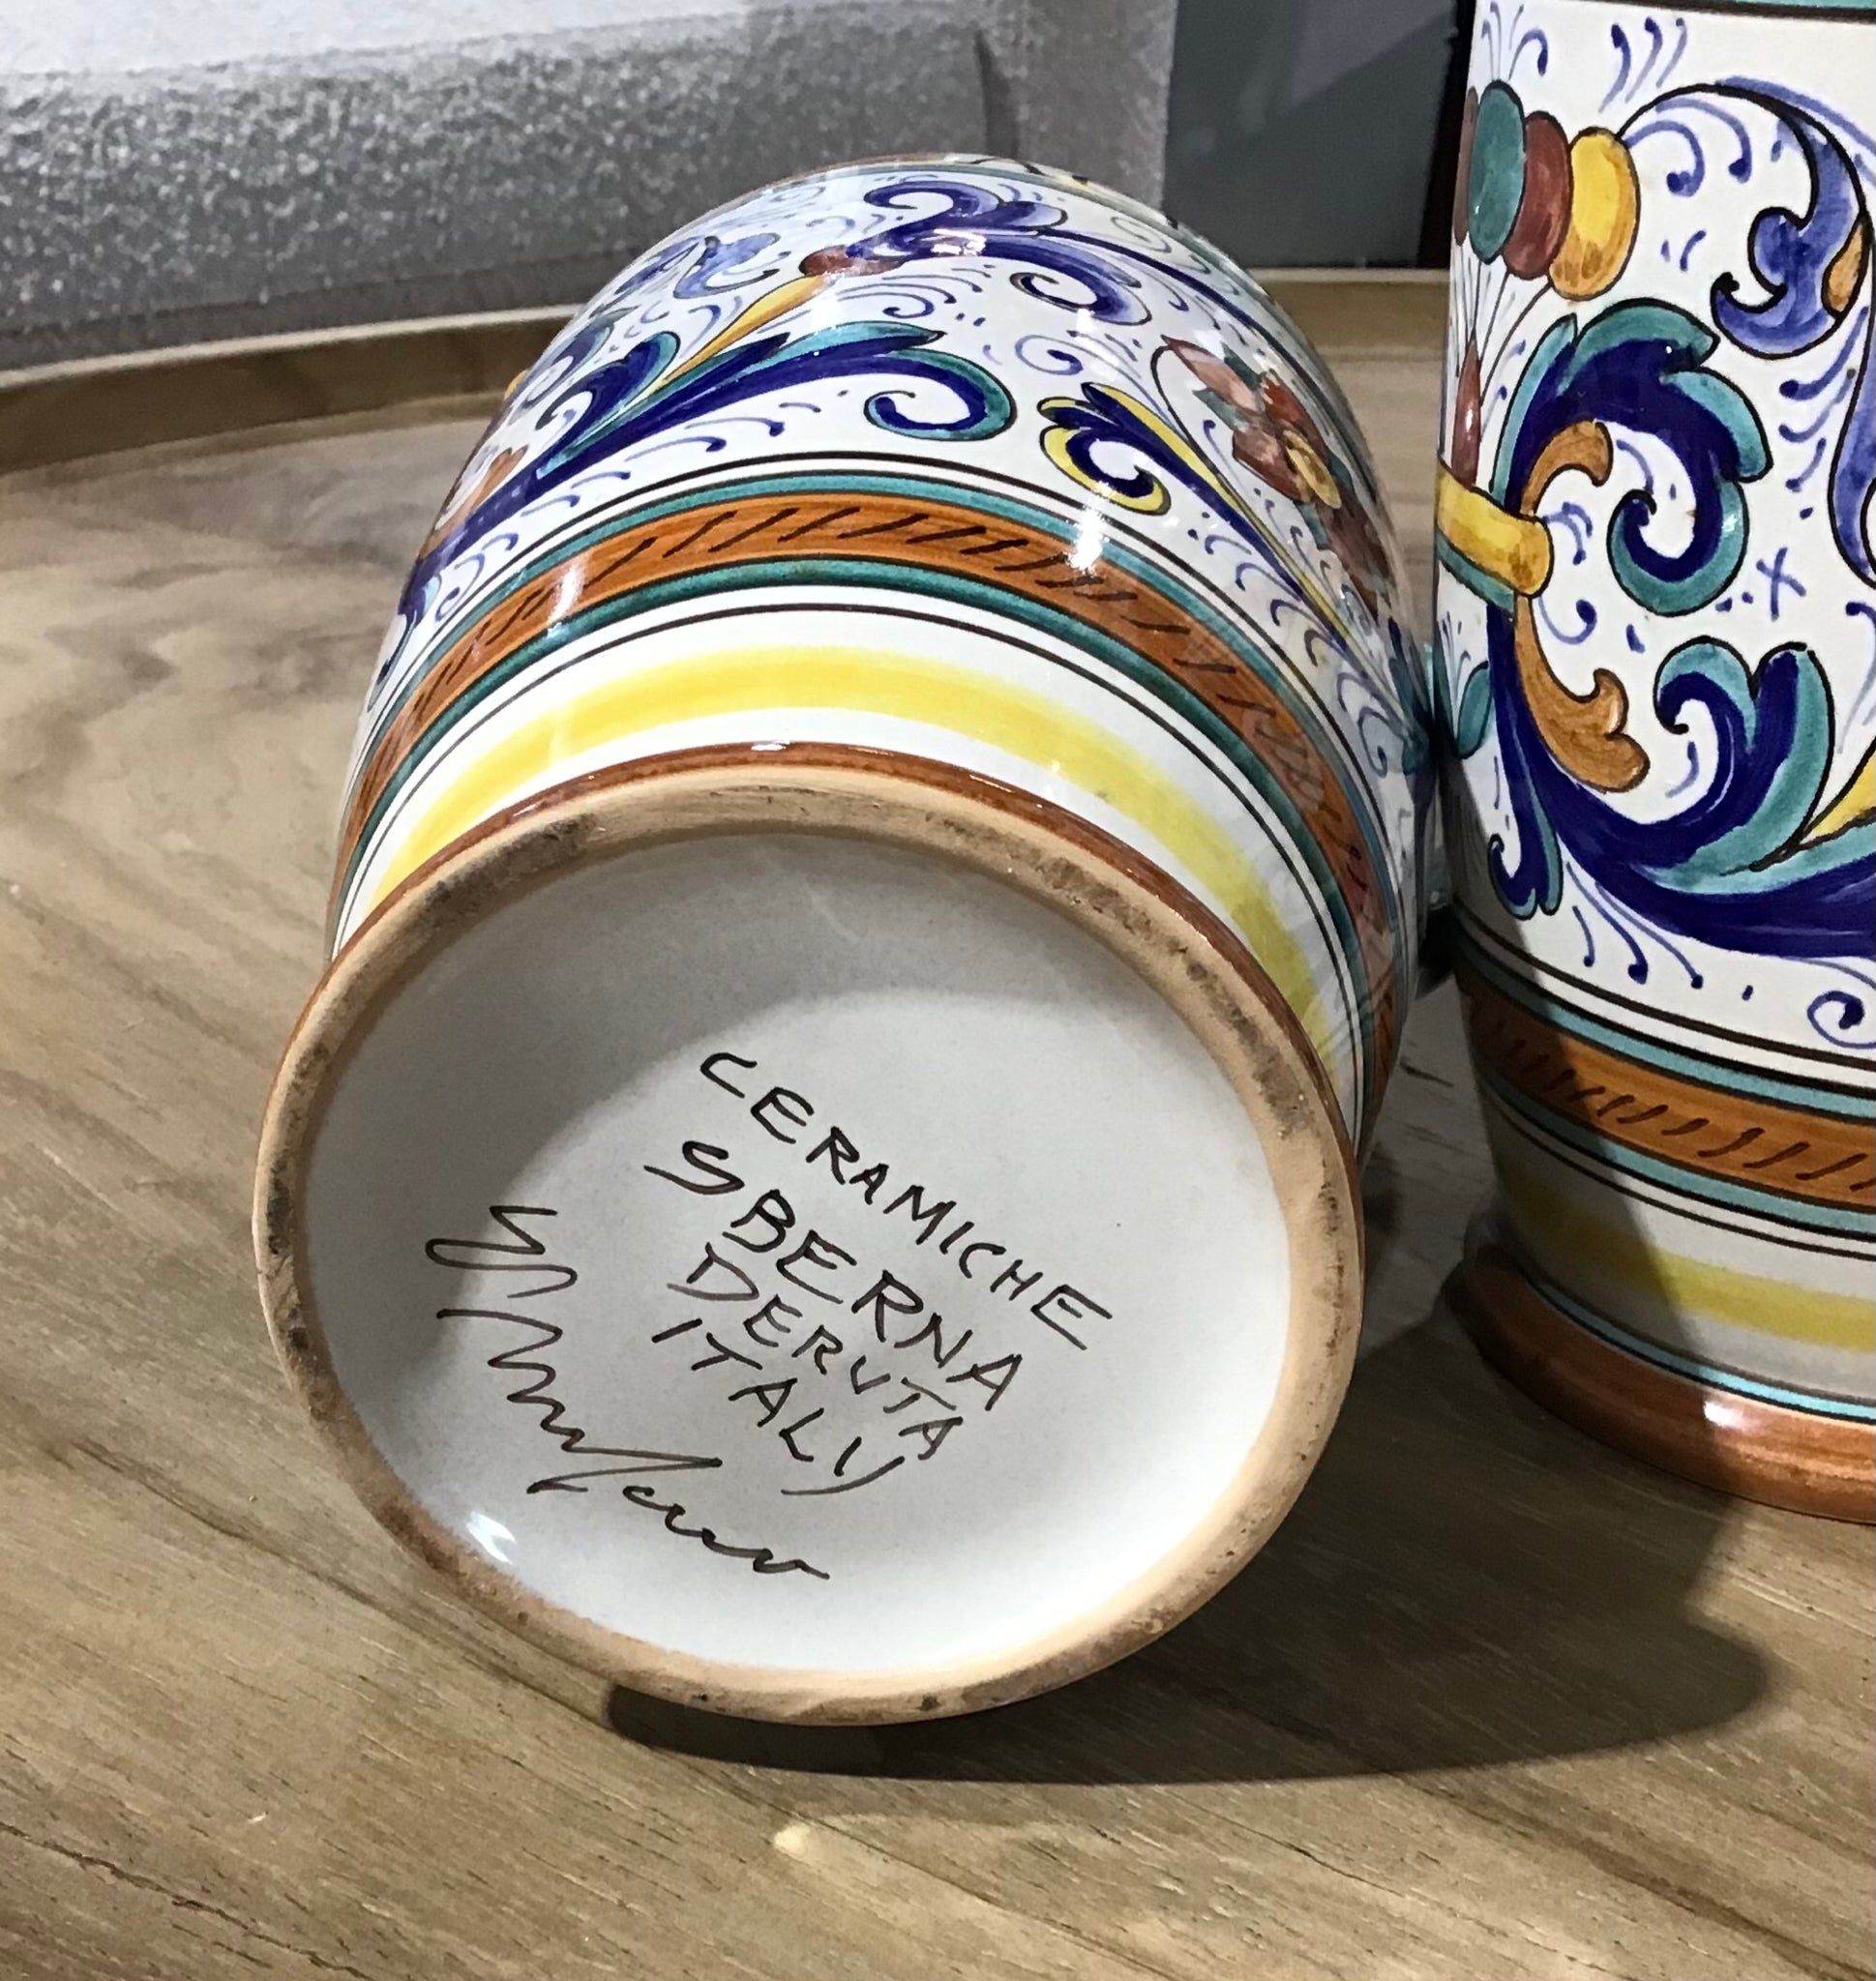 CERAMICHE
SBERNA
DERUTA
ITALY